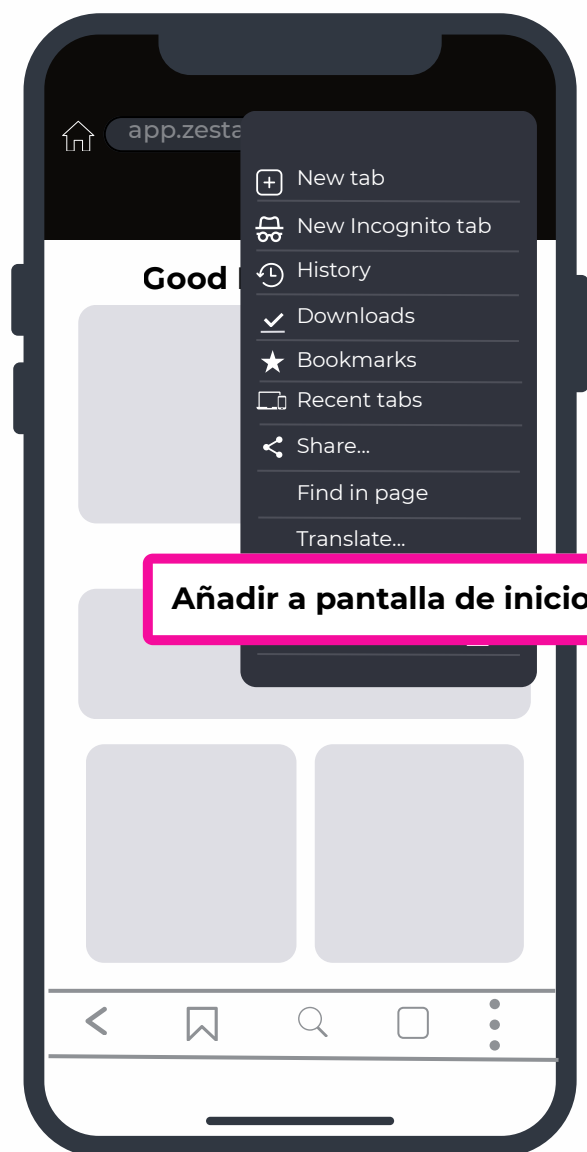 app.zesta
New tab
New Incognito tab
Good
History
Downloads
Bookmarks
Recent tabs
Share...
Find in page
Translate...
Añadir a pantalla de inicio